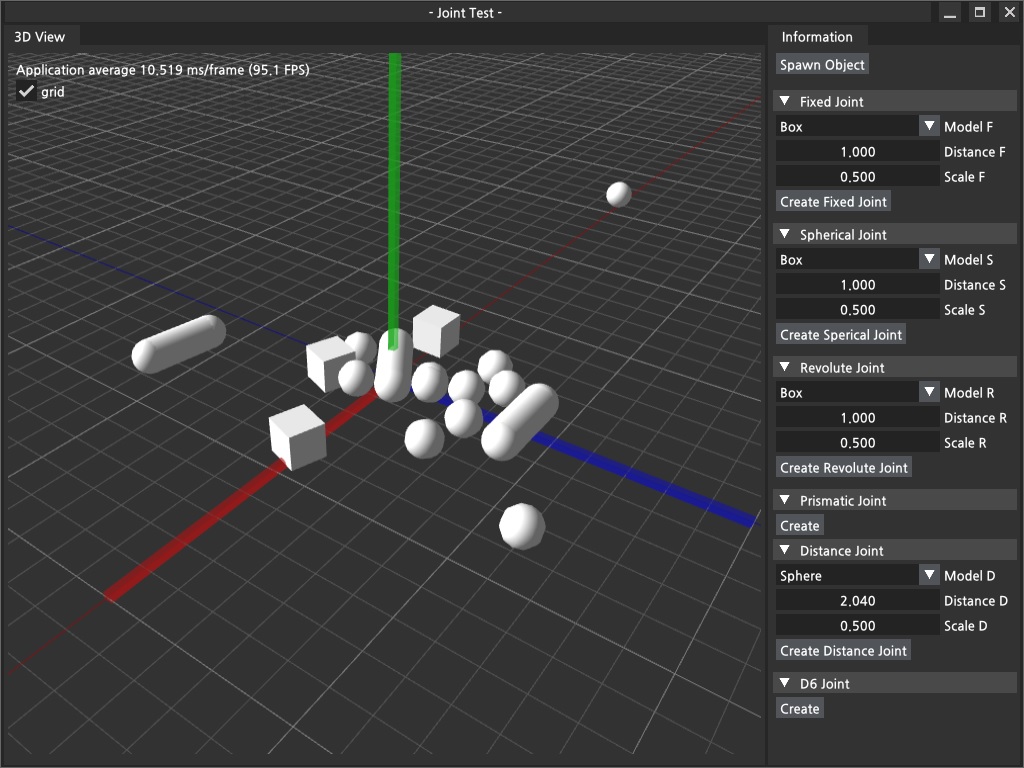 - Joint Test -
3D View
Application average 10.519 ms/frame (95.1 FPS)
grid
Information
Spawn Object
Fixed Joint
Box Model F
1.000 Distance F
0.500 Scale F
Create Fixed Joint
Spherical Joint
Box Model S
1.000 Distance S
0.500 Scale S
Create Sperical Joint
Revolute Joint
Box Model R
1.000 Distance R
0.500 Scale R
Create Revolute Joint
Prismatic Joint
Create
Distance Joint
Sphere Model D
2.040 Distance D
0.500 Scale D
Create Distance Joint
D6 Joint
Create